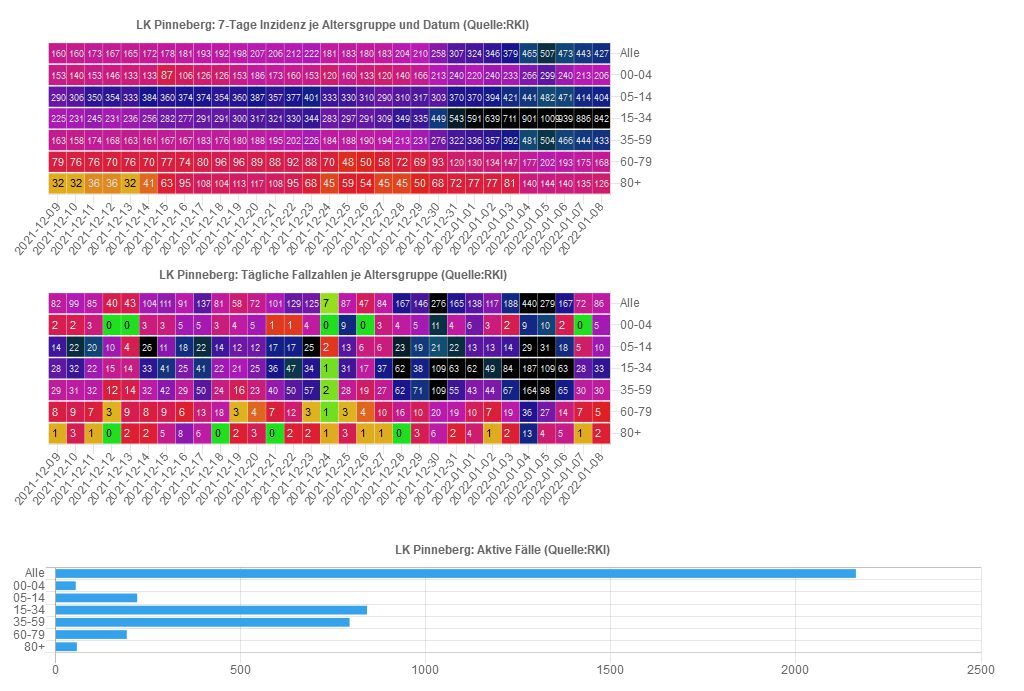 LK Pinneberg: 7-Tage Inzidenz je Altersgruppe und Datum (Quelle:RKI)
160 160 173 167 165 172 178 181 193 192 198 207 206 212 222 181 183 180 183 204 210 258 307 324 346 379 465 507 473 443 427 Alle
153 140 153 146 133 133 87 106 126 126 153 186 173 160 153 120 160 133 120 140 166 213 240 220 240 233 266 299 240 213 206 00-04
290 306 350 354 333 384 360 374 374 354 360 387 357 377 401 333 330 310 290 310 317 303 370 370 394 421 441 482 471 414 404 05-14
225 231 245 231 236 256 282 277 291 291 300 317 321 330 344 283 297 291 309 349 335 449 543 591 639 711 901 1009 939 886 842 15-34
163 158 174 168 163 161 167 167 183 176 180 188 195 202 226 184 188 190 194 213 231 276 322 336 357 392 481 504 466 444 433 35-59
79 76 76 70 76 70 77 74 80 96 96 89 88 92 88 70 48 50 58 72 69 93 120 130 134 147 177 202 193 175 168 60-79
32 32 36 36 32 41 63 95 108 104 113 117 108 95 68 45 59 54 45 45 50 68 72 77 77 81 140 144 140 135 126 80+
2021-12-09 2021-12-10 2021-12-11 2021-12-12 2021-12-13 2021-12-14 2021-12-15 2021-12-16 2021-12-17 2021-12-18 2021-12-19 2021-12-20 2021-12-21 2021-12-22 2021-12-23 2021-12-24 2021-12-25 2021-12-26 2021-12-27 2021-12-28 2021-12-29 2021-12-30 2021-12-31 2022-01-01 2022-01-02 2022-01-03 2022-01-04 2022-01-05 2022-01-06 2022-01-07 2022-01-08
LK Pinneberg: Tägliche Fallzahlen je Altersgruppe (Quelle:RKI)
82 99 85 40 43 104 111 91 137 81 58 72 101 129 125 7 87 47 84 167 146 276 165 138 117 188 440 279 167 72 86 Alle
2 2 3 0 0 3 3 5 5 3 4 5 1 1 4 0 9 0 3 4 5 11 4 6 3 2 9 10 2 0 5 00-04
14 22 20 10 4 26 11 18 22 14 12 12 17 17 25 2 13 6 6 23 19 21 22 13 13 14 29 31 18 5 10 05-14
28 32 22 15 14 33 41 25 41 22 21 25 36 47 34 1 31 17 37 62 38 109 63 62 49 84 187 109 63 28 33 15-34
29 31 32 12 14 32 42 29 50 24 16 23 40 50 57 2 28 19 27 62 71 109 55 43 44 67 164 98 65 30 30 35-59
8 9 7 3 9 8 9 6 13 18 3 4 7 12 3 1 3 4 10 16 10 20 19 10 7 19 36 27 14 7 5 60-79
1 3 1 0 2 2 5 8 6 0 2 3 0 2 2 1 3 1 1 0 3 6 2 4 1 2 13 4 5 1 2 80+
2021-12-09 2021-12-10 2021-12-11 2021-12-12 2021-12-13 2021-12-14 2021-12-15 2021-12-16 2021-12-17 2021-12-18 2021-12-19 2021-12-20 2021-12-21 2021-12-22 2021-12-23 2021-12-24 2021-12-25 2021-12-26 2021-12-27 2021-12-28 2021-12-29 2021-12-30 2021-12-31 2022-01-01 2022-01-02 2022-01-03 2022-01-04 2022-01-05 2022-01-06 2022-01-07 2022-01-08
LK Pinneberg: Aktive Fälle (Quelle:RKI)
Alle
00-04
05-14
15-34
35-59
60-79
80+
0 500 1000 1500 2000 2500